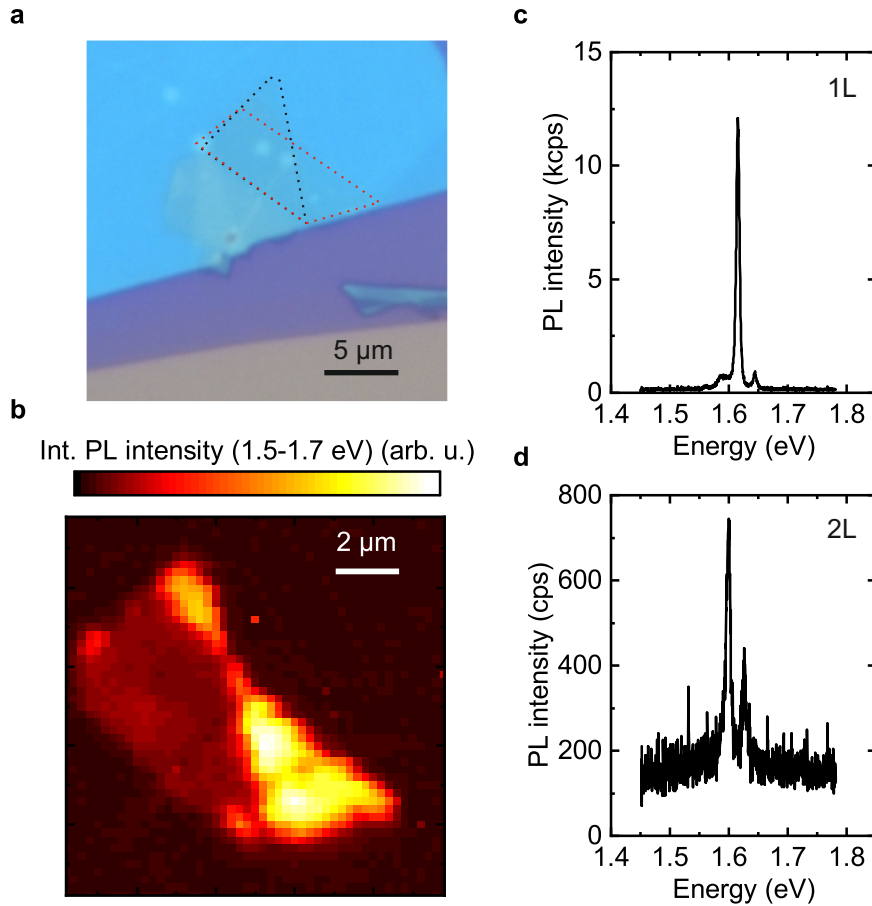 a
5 µm
b
Int. PL intensity (1.5-1.7 eV) (arb. u.)
2 µm
c
15
10
5
0
PL intensity (kcps)
1L
1.4 1.5 1.6 1.7 1.8
Energy (eV)
d
800
600
400
200
0
PL intensity (cps)
2L
1.4 1.5 1.6 1.7 1.8
Energy (eV)